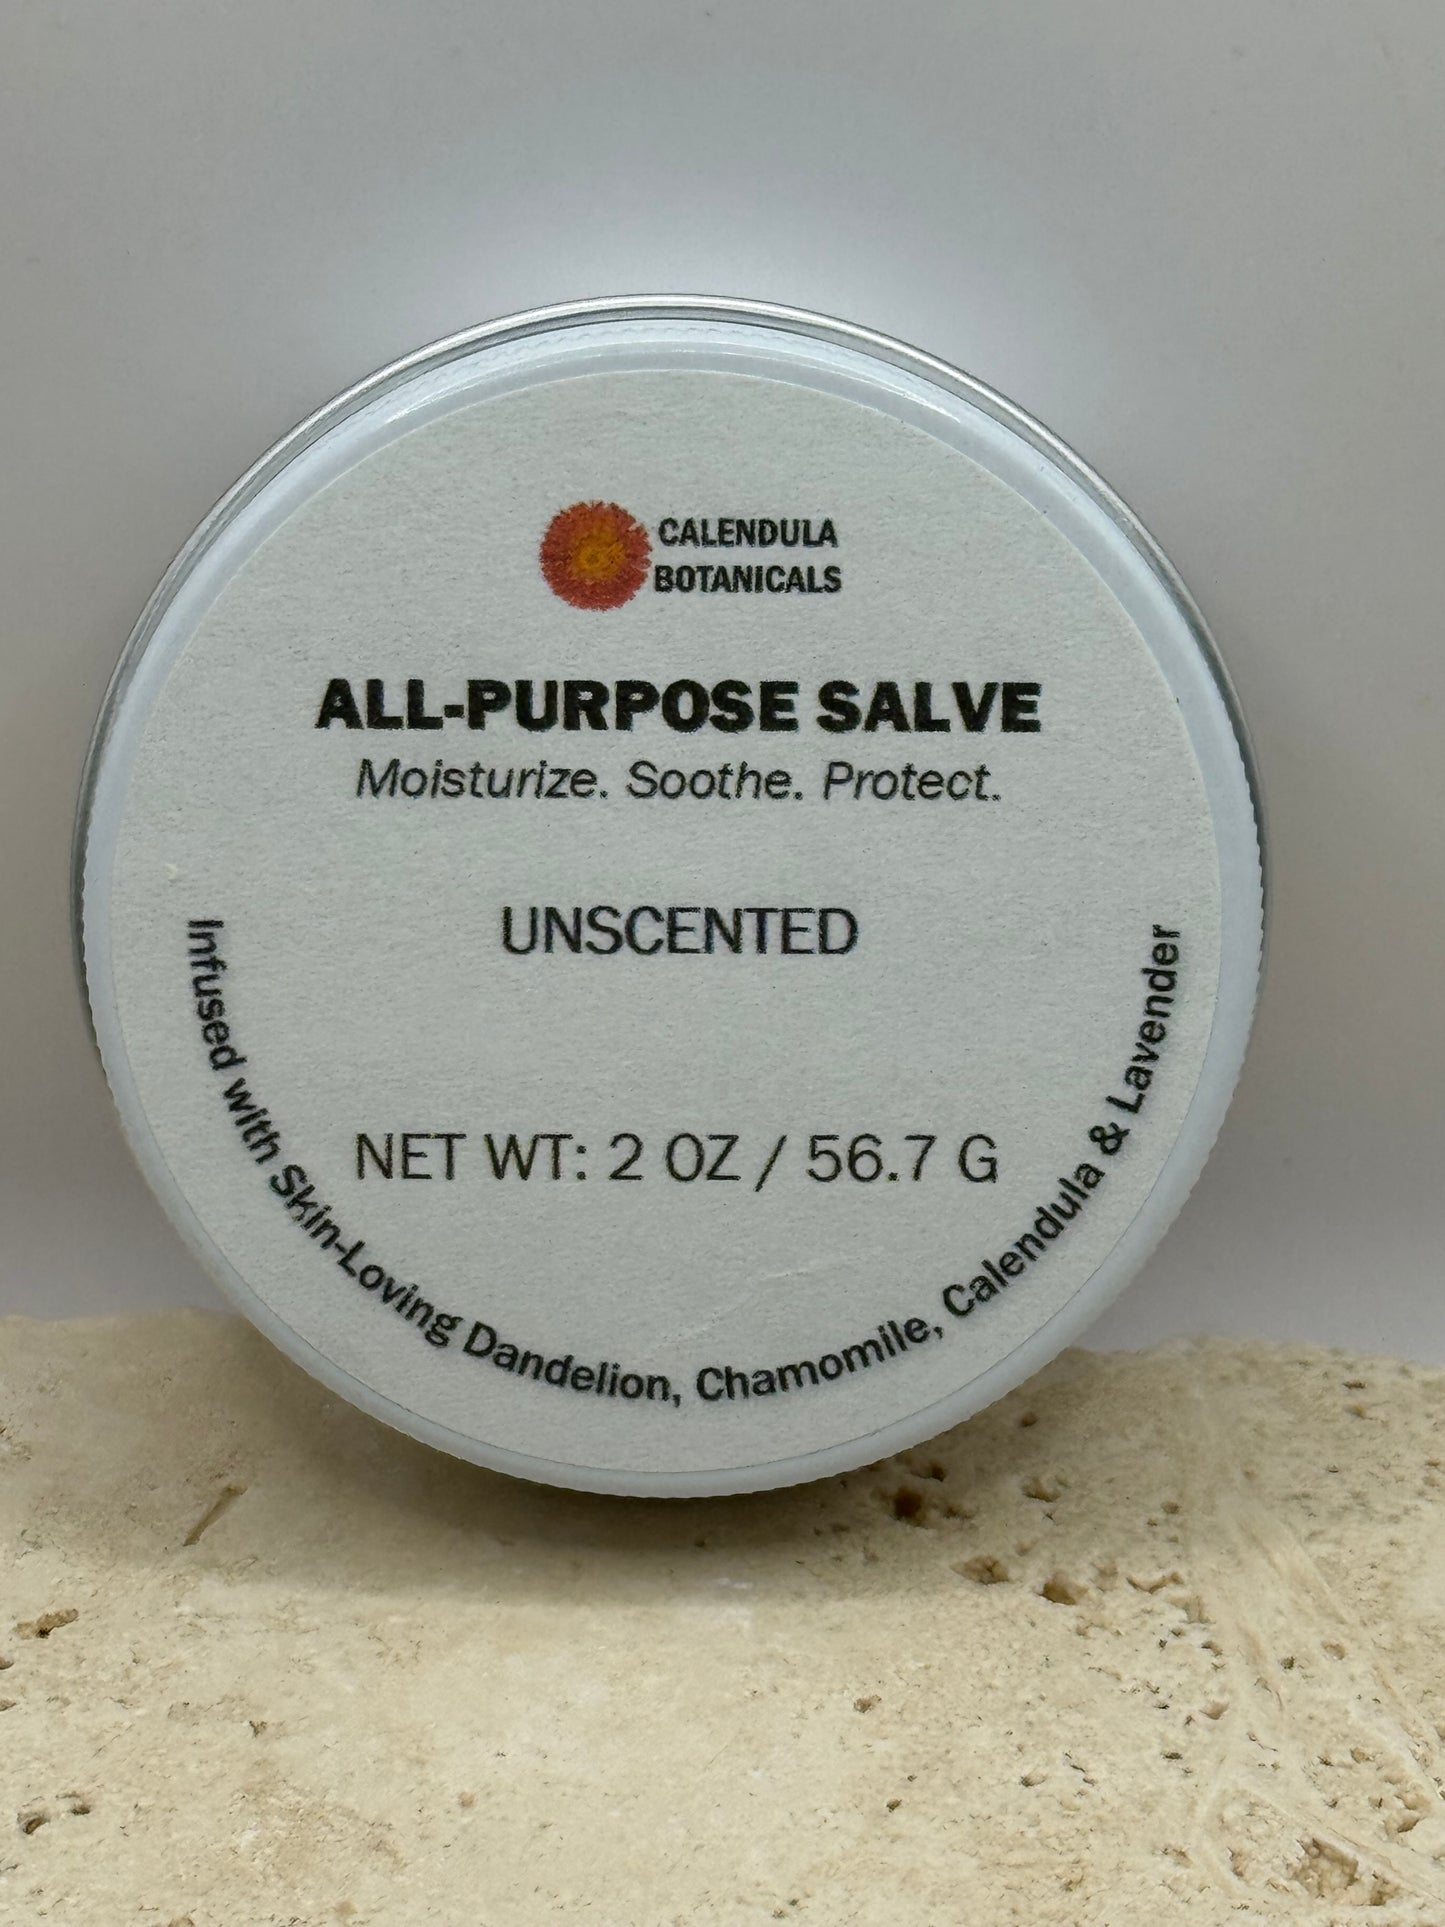 CALENDULA
BOTANICALS
ALL-PURPOSE SALVE
Moisturize. Soothe. Protect.
UNSCENTED
NET WT: 2 OZ / 56.7 G
Infused with Skin-Loving Dandelion, Chamomile, Calendula & Lavender